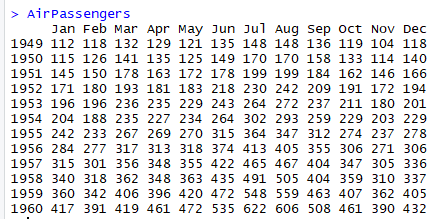 > AirPassengers
Jan Feb Mar Apr May Jun Jul Aug Sep Oct Nov Dec
1949 112 118 132 129 121 135 148 148 136 119 104 118
1950 115 126 141 135 125 149 170 170 158 133 114 140
1951 145 150 178 163 172 178 199 199 184 162 146 166
1952 171 180 193 181 183 218 230 242 209 191 172 194
1953 196 196 236 235 229 243 264 272 237 211 180 201
1954 204 188 235 227 234 264 302 293 259 229 203 229
1955 242 233 267 269 270 315 364 347 312 274 237 278
1956 284 277 317 313 318 374 413 405 355 306 271 306
1957 315 301 356 348 355 422 465 467 404 347 305 336
1958 340 318 362 348 363 435 491 505 404 359 310 337
1959 360 342 406 396 420 472 548 559 463 407 362 405
1960 417 391 419 461 472 535 622 606 508 461 390 432